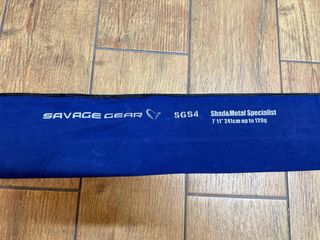 SAVAGE GEAR SGS4 Shad&Metal Specialist
7' 11" 241cm up to 120g